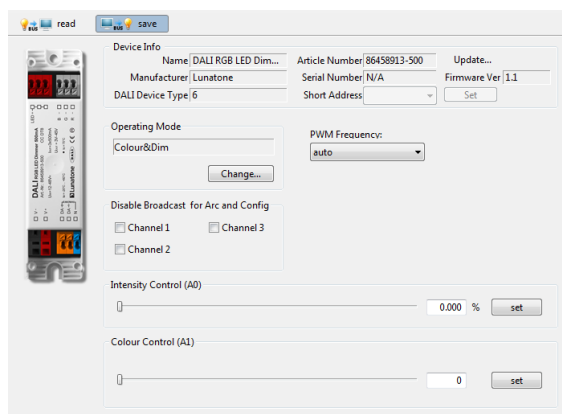 read save
Device Info
Name DALI RGB LED Dim... Article Number 86458913-500 Update...
Manufacturer Lunatone Serial Number N/A Firmware Ver 1.1
DALI Device Type 6 Short Address Set
Operating Mode
PWM Frequency:
Colour&Dim
auto
Change...
Disable Broadcast for Arc and Config
Channel 1 Channel 3
Channel 2
Intensity Control (A0)
0.000 % set
Colour Control (A1)
0 set
BUS
BUS
DALI
Lunatone